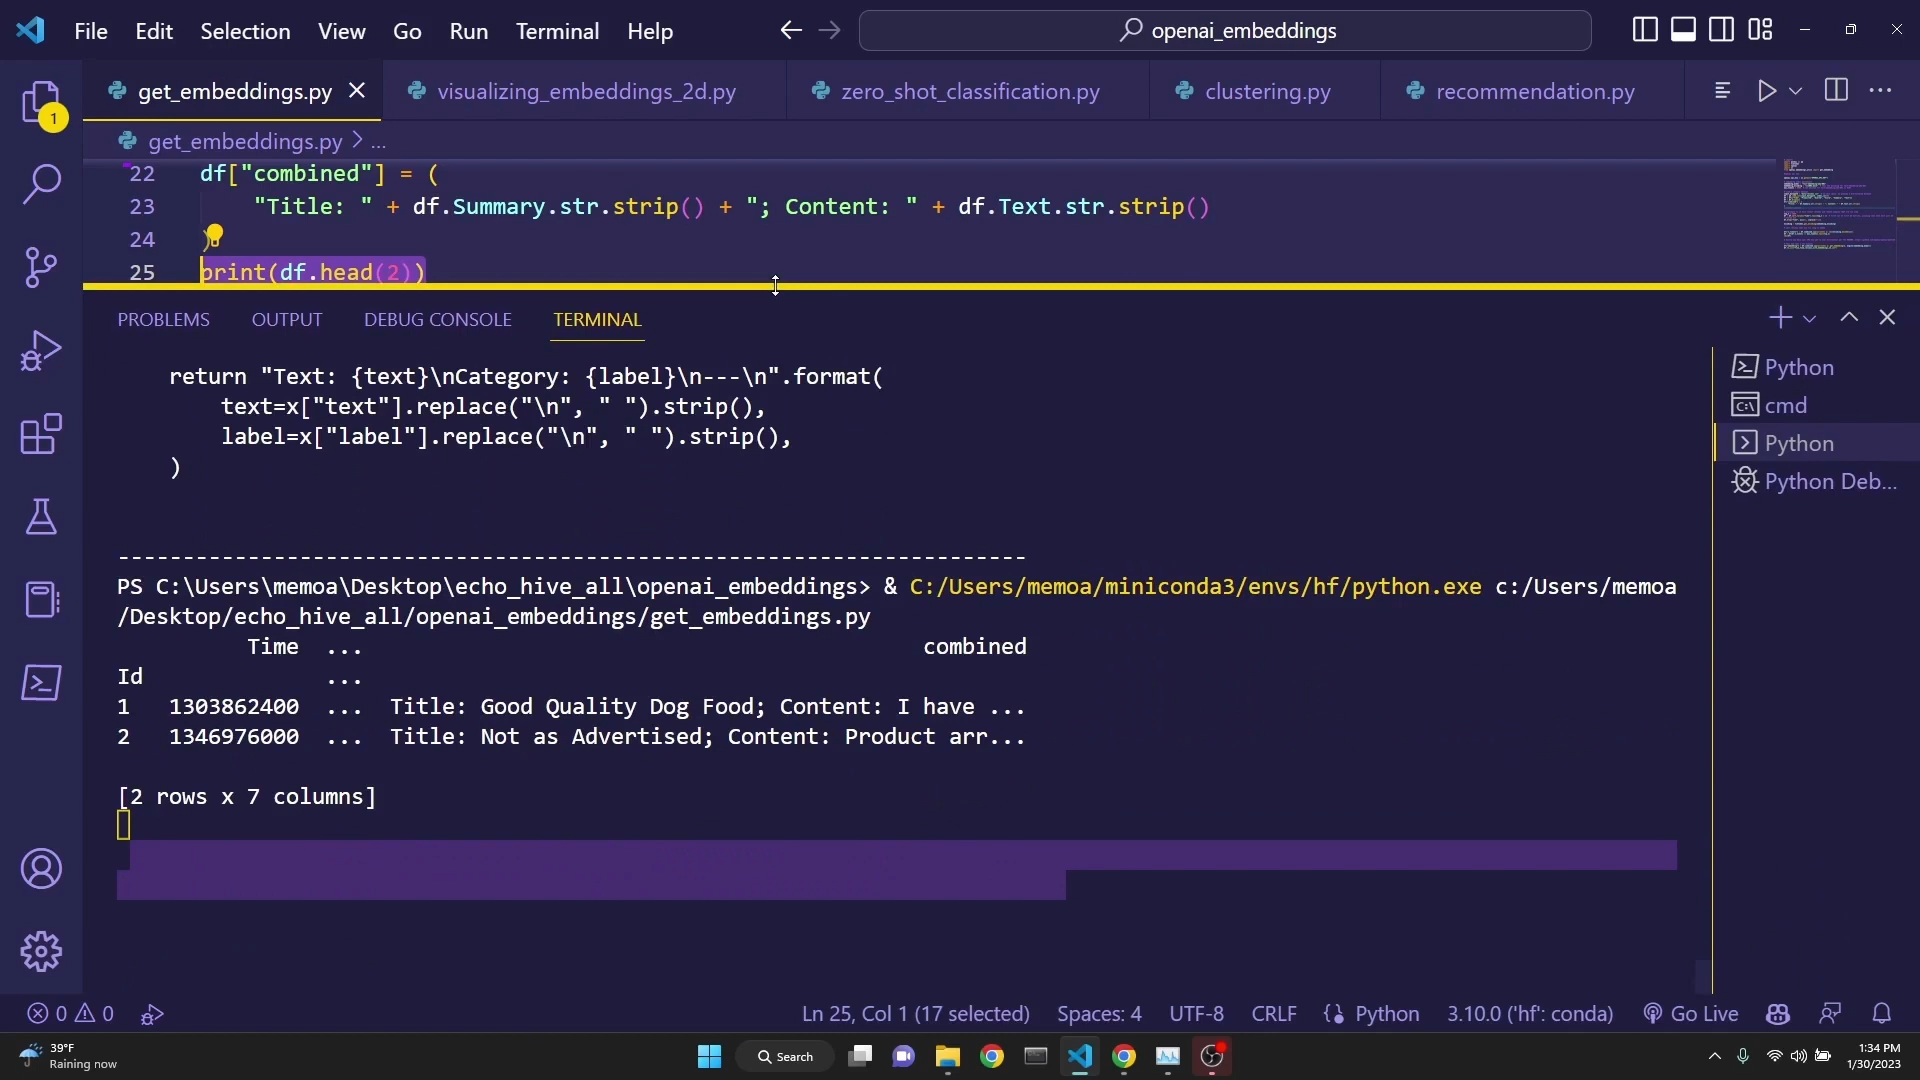 File Edit Selection View Go Run Terminal Help
openai_embeddings
get_embeddings.py
visualizing_embeddings_2d.py
zero_shot_classification.py
clustering.py
recommendation.py
1
get_embeddings.py > ...
22 df["combined"] = (
23 "Title: " + df.Summary.str.strip() + "; Content: " + df.Text.str.strip()
24 )
25 print(df.head(2))
PROBLEMS OUTPUT DEBUG CONSOLE TERMINAL
return "Text: {text}\nCategory: {label}\n---\n".format(
text=x["text"].replace("\n", " ").strip(),
label=x["label"].replace("\n", " ").strip(),
)
----------------------------------------------------------------------
PS C:\Users\memoa\Desktop\echo_hive_all\openai_embeddings> & C:/Users/memoa/miniconda3/envs/hf/python.exe c:/Users/memoa
/Desktop/echo_hive_all/openai_embeddings/get_embeddings.py
Time ... combined
Id ...
1 1303862400 ... Title: Good Quality Dog Food; Content: I have ...
2 1346976000 ... Title: Not as Advertised; Content: Product arr...
[2 rows x 7 columns]
Python
cmd
Python
Python Deb...
0 0
Ln 25, Col 1 (17 selected) Spaces: 4 UTF-8 CRLF Python 3.10.0 ('hf': conda) Go Live
39°F
Raining now
Search
1:34 PM
1/30/2023